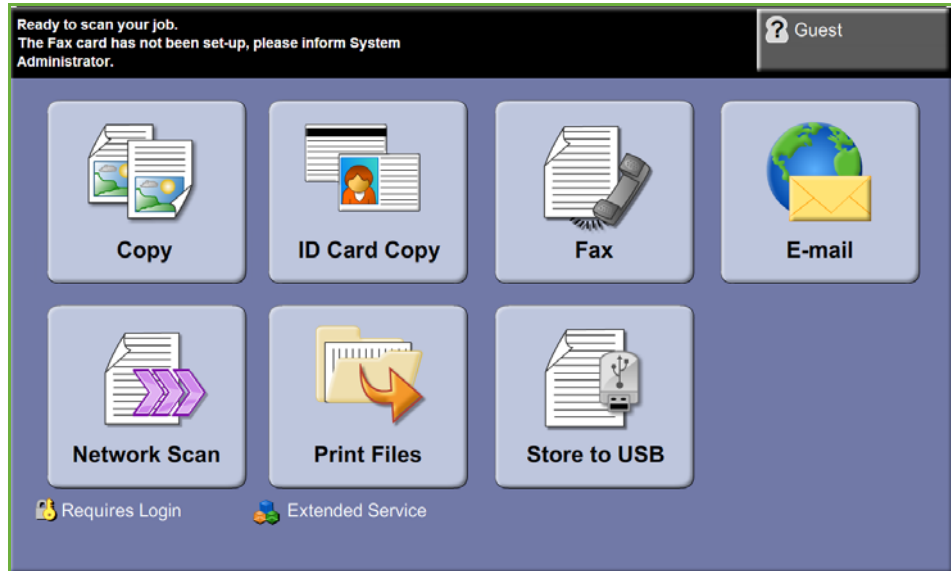 Ready to scan your job.
The Fax card has not been set-up, please inform System
Administrator.
Guest
Copy
ID Card Copy
Fax
E-mail
Network Scan
Print Files
Store to USB
Requires Login
Extended Service